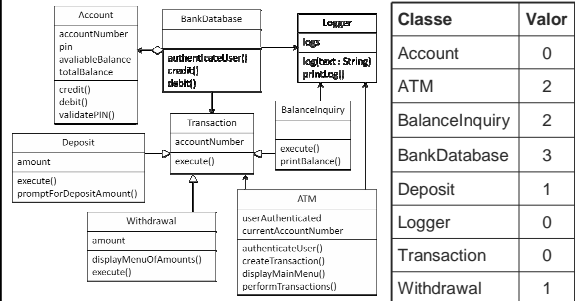 Account
accountNumber
pin
avaliableBalance
totalBalance
credit()
debit()
validatePIN()
BankDatabase
authenticateUser()
credit()
debit()
Logger
logs
log(text : String)
printLog()
Transaction
accountNumber
execute()
BalanceInquiry
execute()
printBalance()
Deposit
amount
execute()
promptForDepositAmount()
Withdrawal
amount
displayMenuOfAmounts()
execute()
ATM
userAuthenticated
currentAccountNumber
authenticateUser()
createTransaction()
displayMainMenu()
performTransactions()
Classe Valor
Account 0
ATM 2
BalanceInquiry 2
BankDatabase 3
Deposit 1
Logger 0
Transaction 0
Withdrawal 1